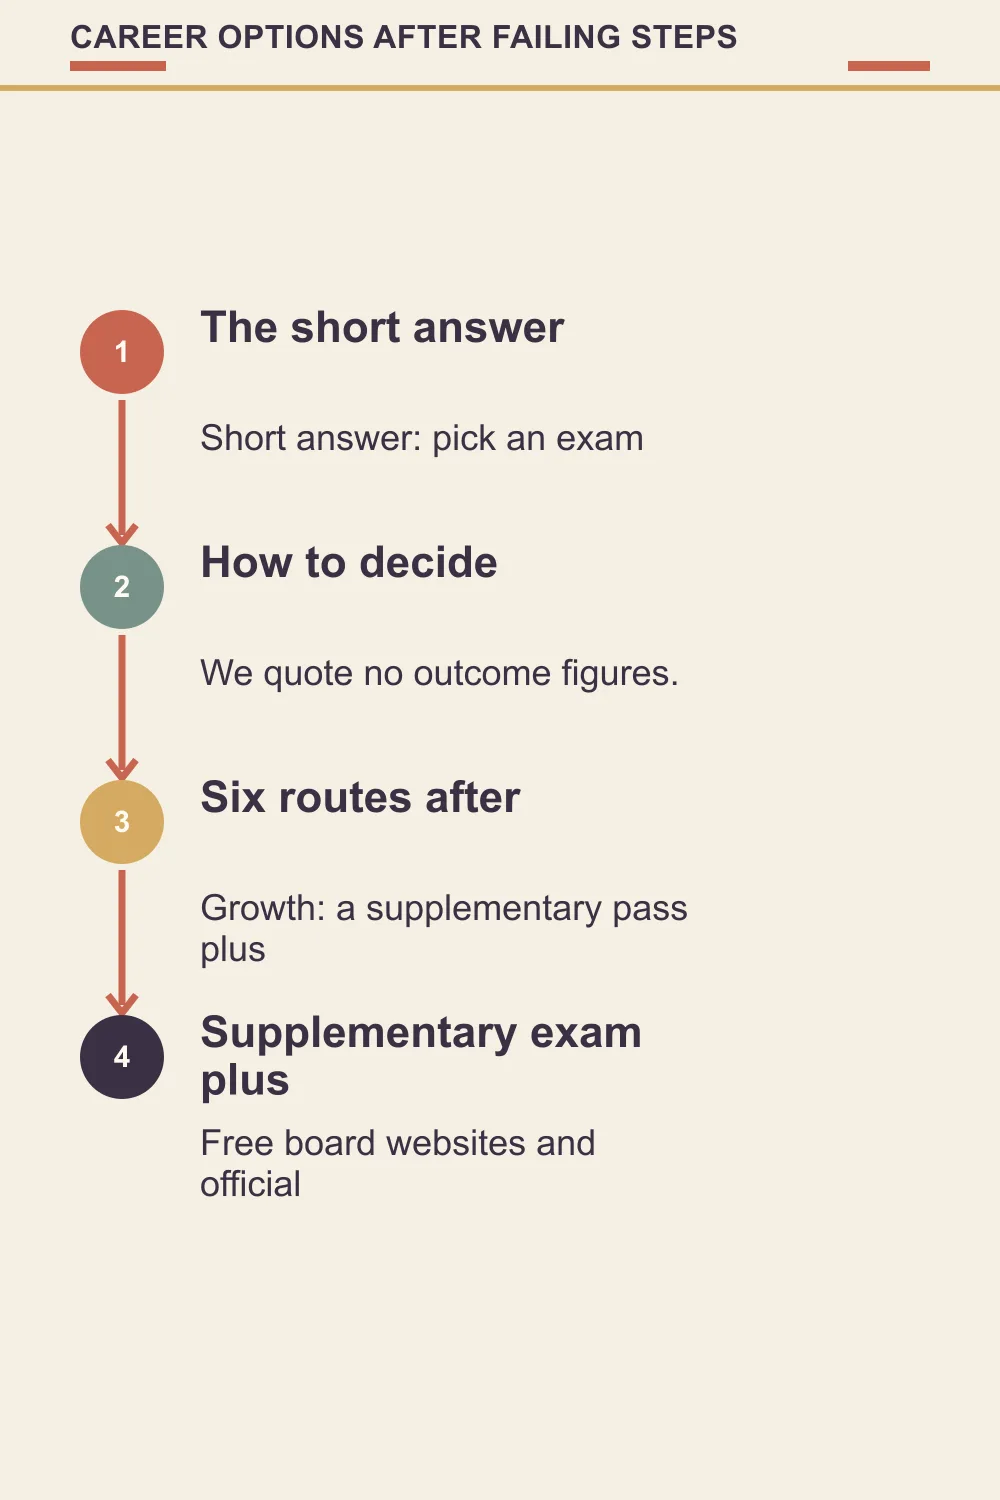 CAREER OPTIONS AFTER FAILING STEPS
1
The short answer
Short answer: pick an exam
2
How to decide
We quote no outcome figures.
3
Six routes after
Growth: a supplementary pass
plus
4
Supplementary exam
plus
Free board websites and
official